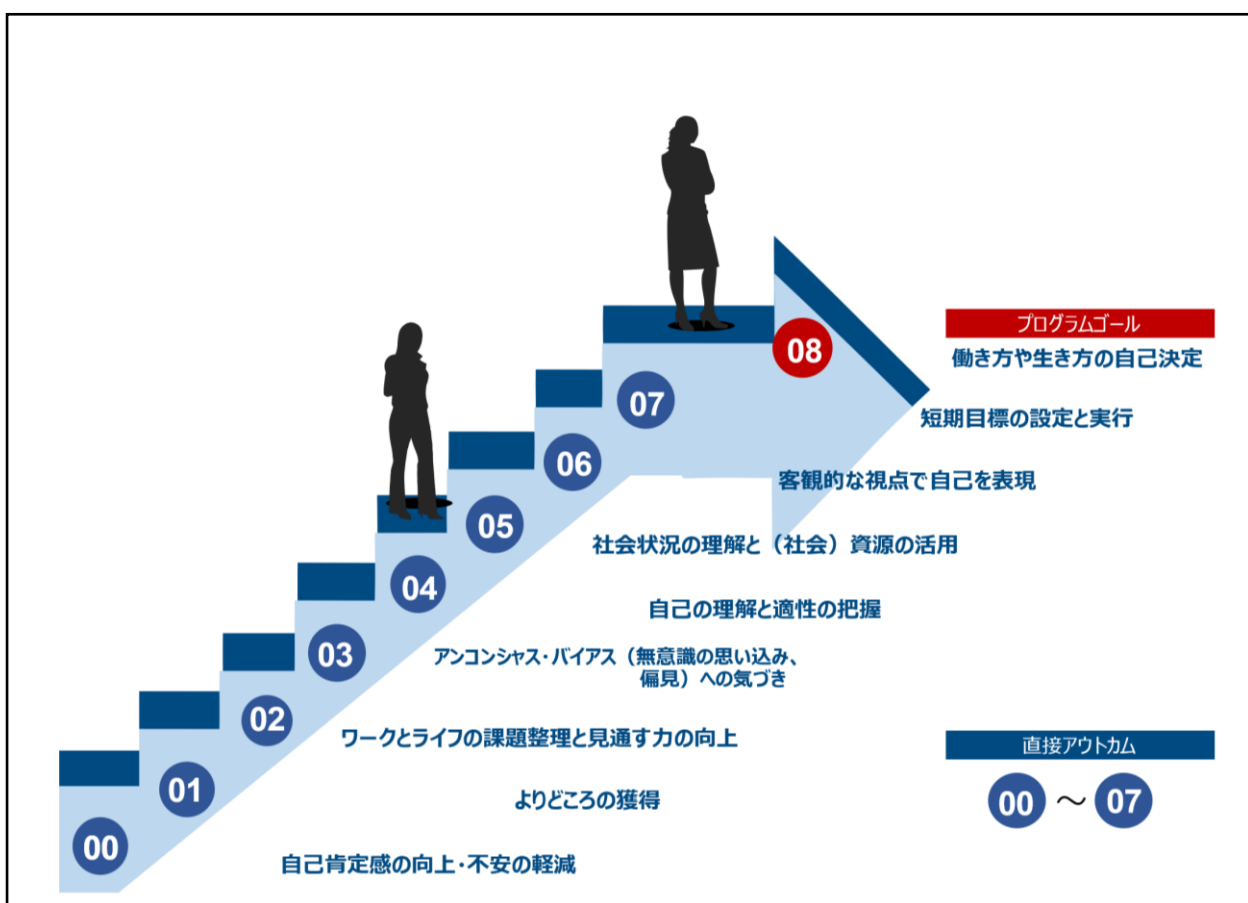 プログラムゴール
08
働き方や生き方の自己決定
07
短期目標の設定と実行
06
客観的な視点で自己を表現
05
社会状況の理解と（社会）資源の活用
04
自己の理解と適性の把握
03
アンコンシャス・バイアス（無意識の思い込み、
偏見）への気づき
02
ワークとライフの課題整理と見通す力の向上
01
よりどころの獲得
00
自己肯定感の向上・不安の軽減
直接アウトカム
00 ～ 07